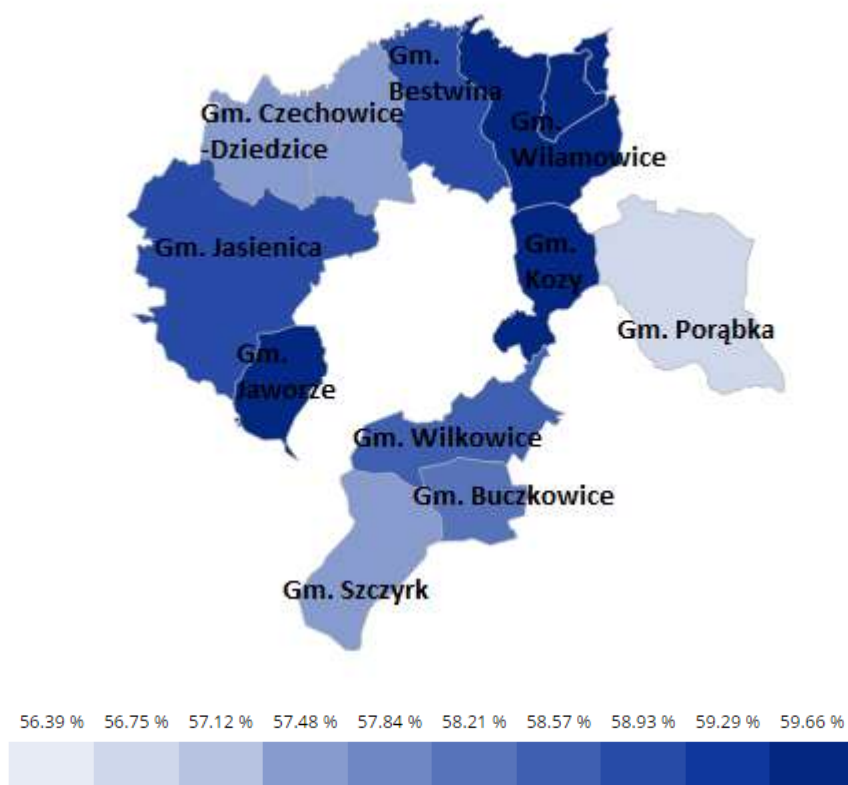 Gm.
Bestwina
Gm. Czechowice
-Dziedzice
Gm.
Wilamowice
Gm. Jasienica
Gm.
Kozy
Gm. Porąbka
Gm.
Jaworze
Gm. Wilkowice
Gm. Buczkowice
Gm. Szczyrk
56.39 % 56.75 % 57.12 % 57.48 % 57.84 % 58.21 % 58.57 % 58.93 % 59.29 % 59.66 %